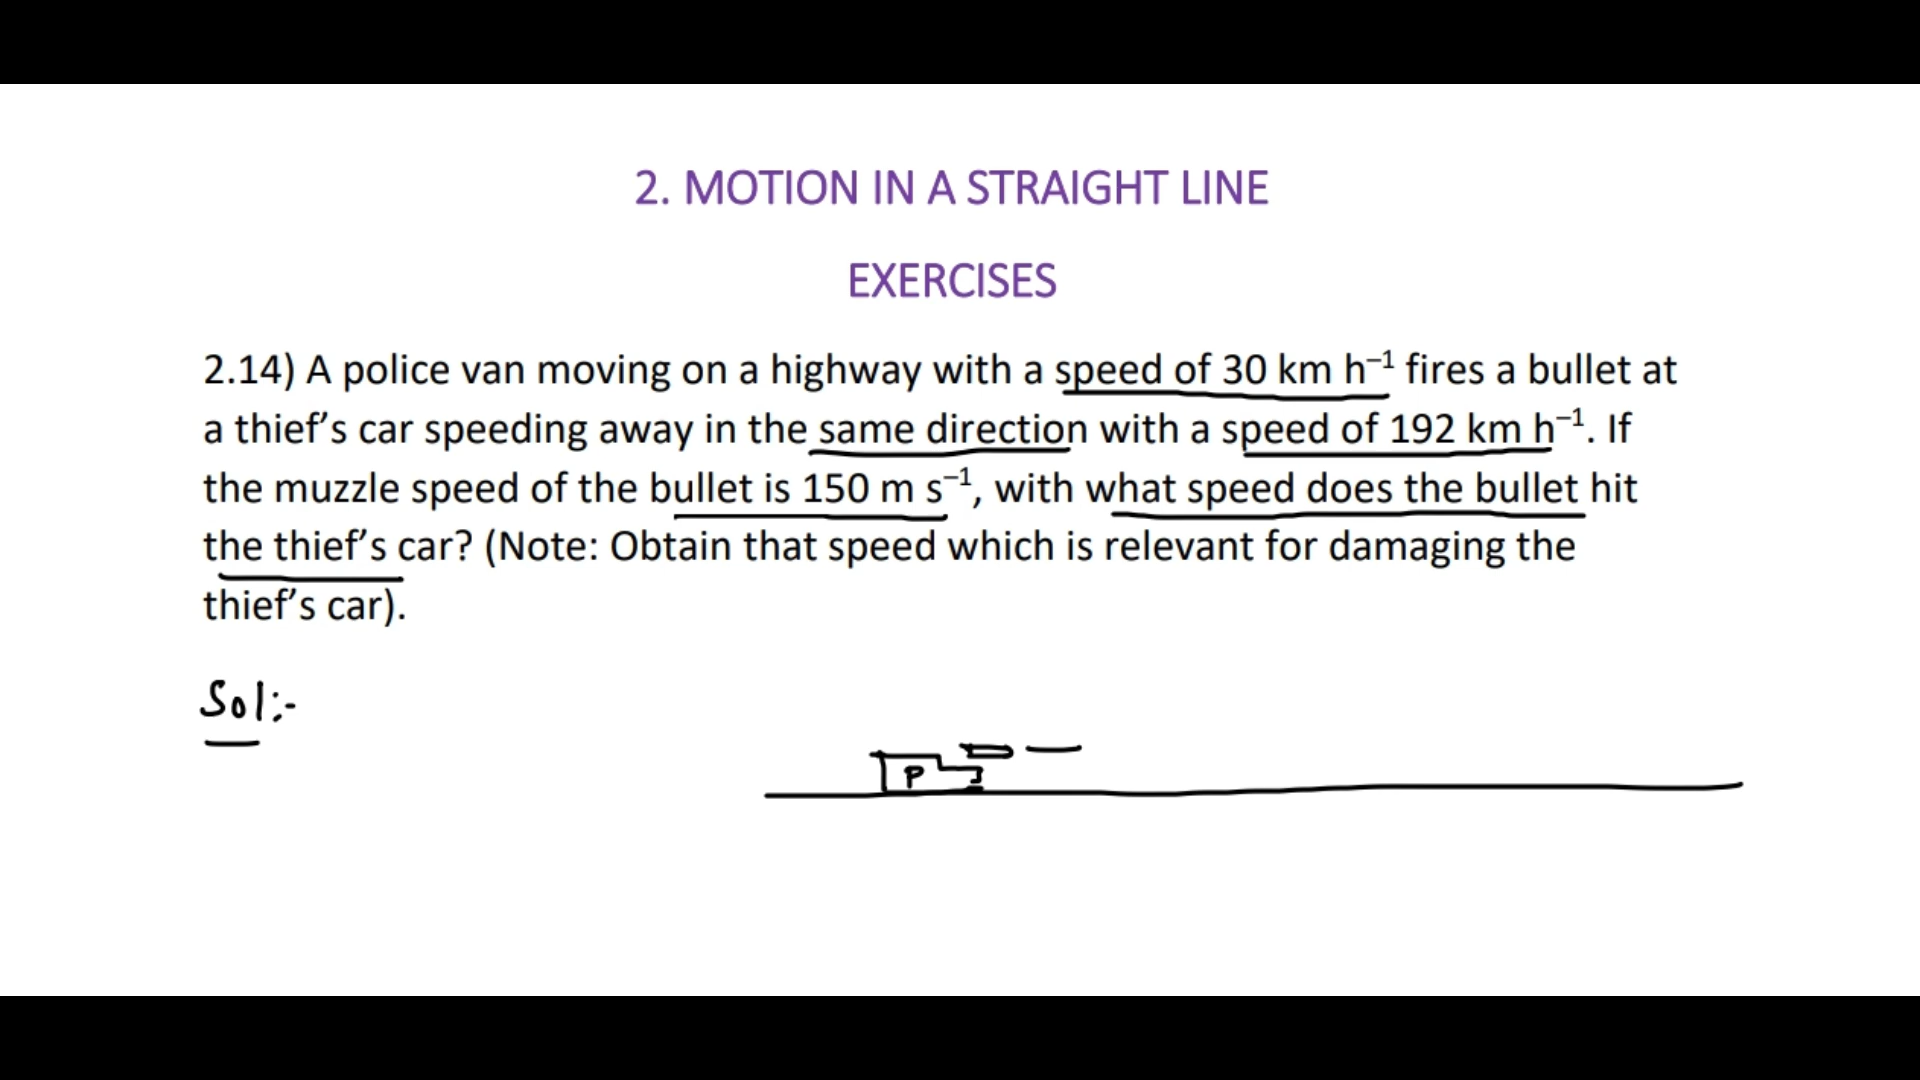 2. MOTION IN A STRAIGHT LINE
EXERCISES
2.14) A police van moving on a highway with a speed of 30 km h⁻¹ fires a bullet at
a thief’s car speeding away in the same direction with a speed of 192 km h⁻¹. If
the muzzle speed of the bullet is 150 m s⁻¹, with what speed does the bullet hit
the thief’s car? (Note: Obtain that speed which is relevant for damaging the
thief’s car).
Sol:-
P